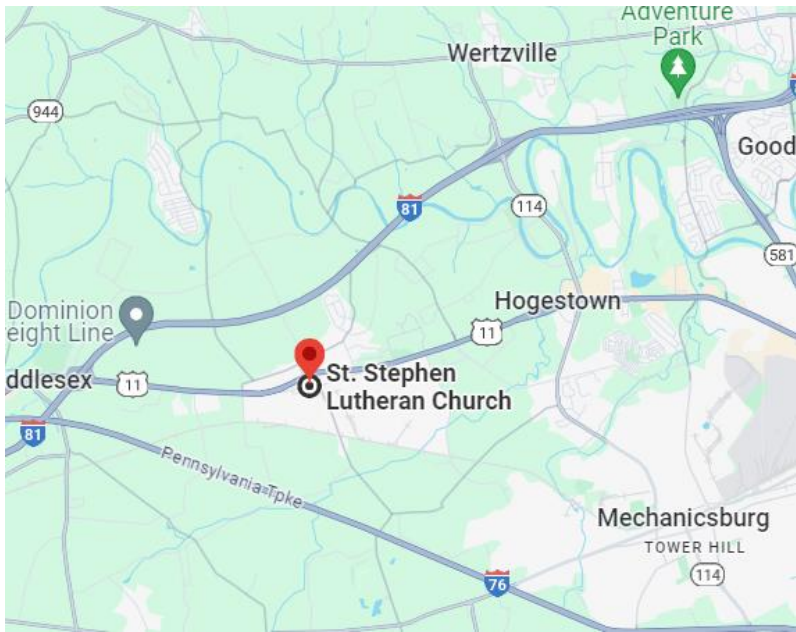 Adventure
Park
Wertzville
944
Good
81
114
581
Dominion
eight Line
Hogestown
11
ddlesex
11
St. Stephen
Lutheran Church
81
Pennsylvania Tpke
Mechanicsburg
TOWER HILL
114
76